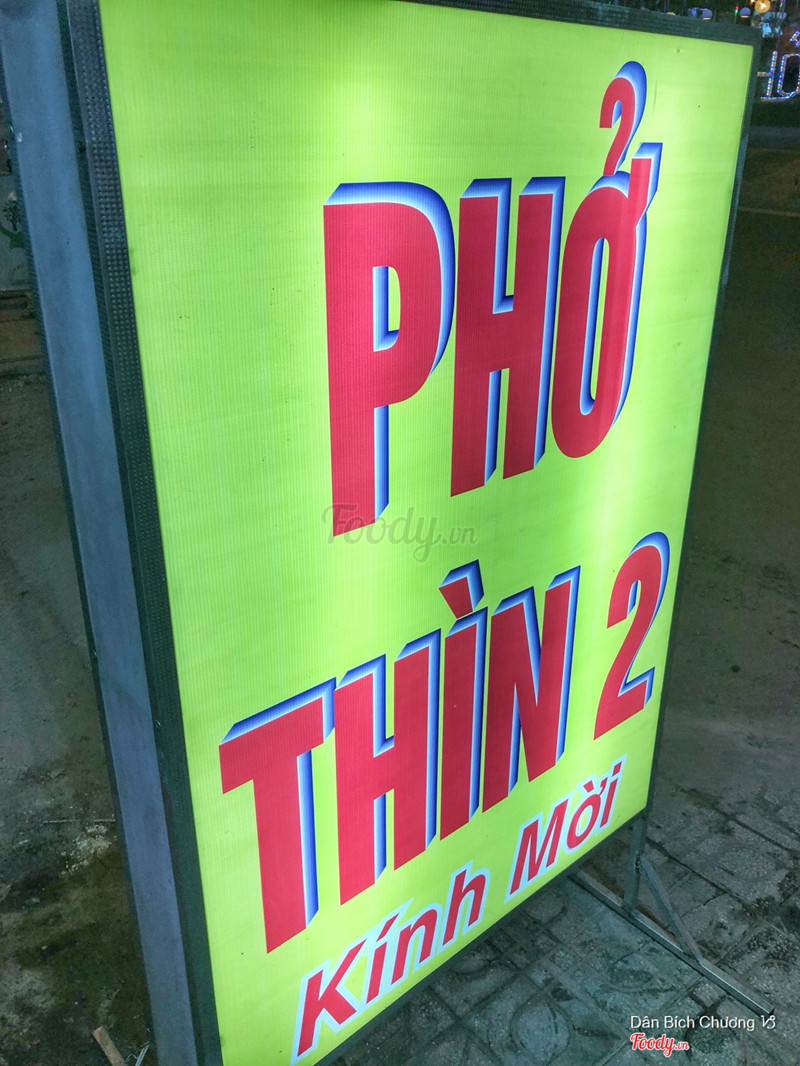 PHỞ
Foody.vn
THÌN 2
Kính Mời
Dân Bích Chương
Foody.vn